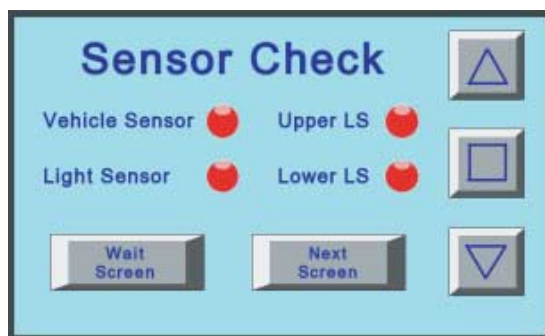 Sensor Check
Vehicle Sensor
Upper LS
Light Sensor
Lower LS
Wait
Screen
Next
Screen